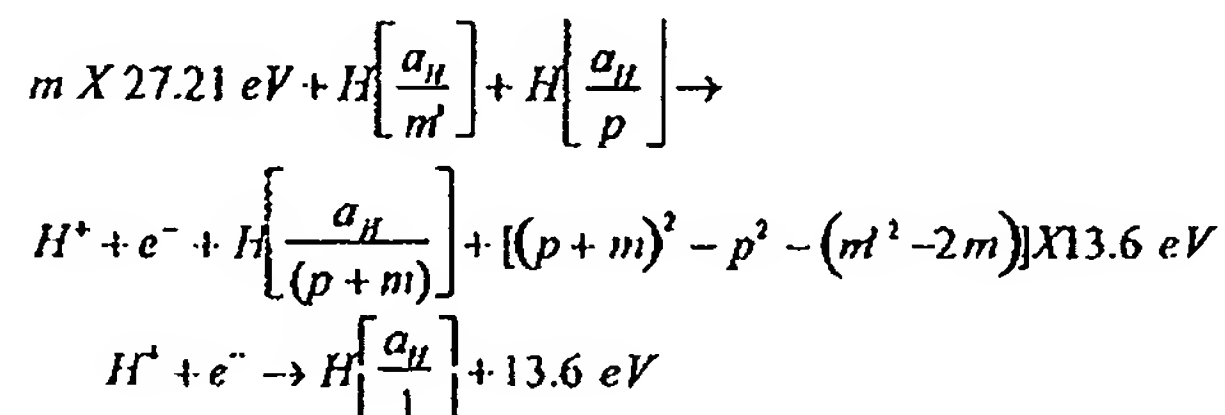 m X 27.21 eV + H[a_H / m'] + H[a_H / p] →
H⁺ + e⁻ + H[a_H / (p + m)] + [(p + m)² − p² − (m'² −2m)]X13.6 eV
H⁺ + e⁻ → H[a_H / 1] + 13.6 eV